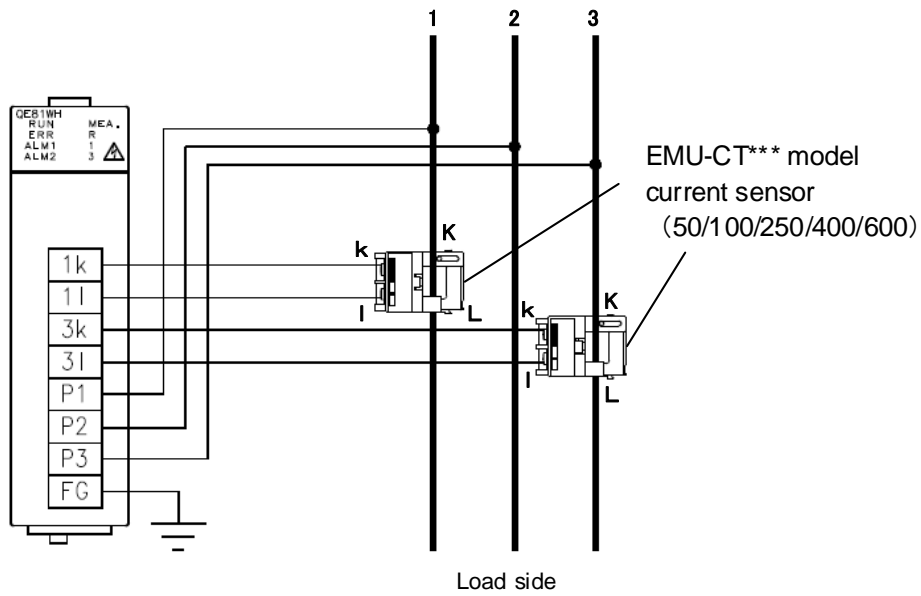 1 2 3
QE81WH
RUN MEA.
ERR R
ALM1 1
ALM2 3
EMU-CT*** model
current sensor
（50/100/250/400/600）
K
k
l
L
K
k
l
L
1k
1l
3k
3l
P1
P2
P3
FG
Load side